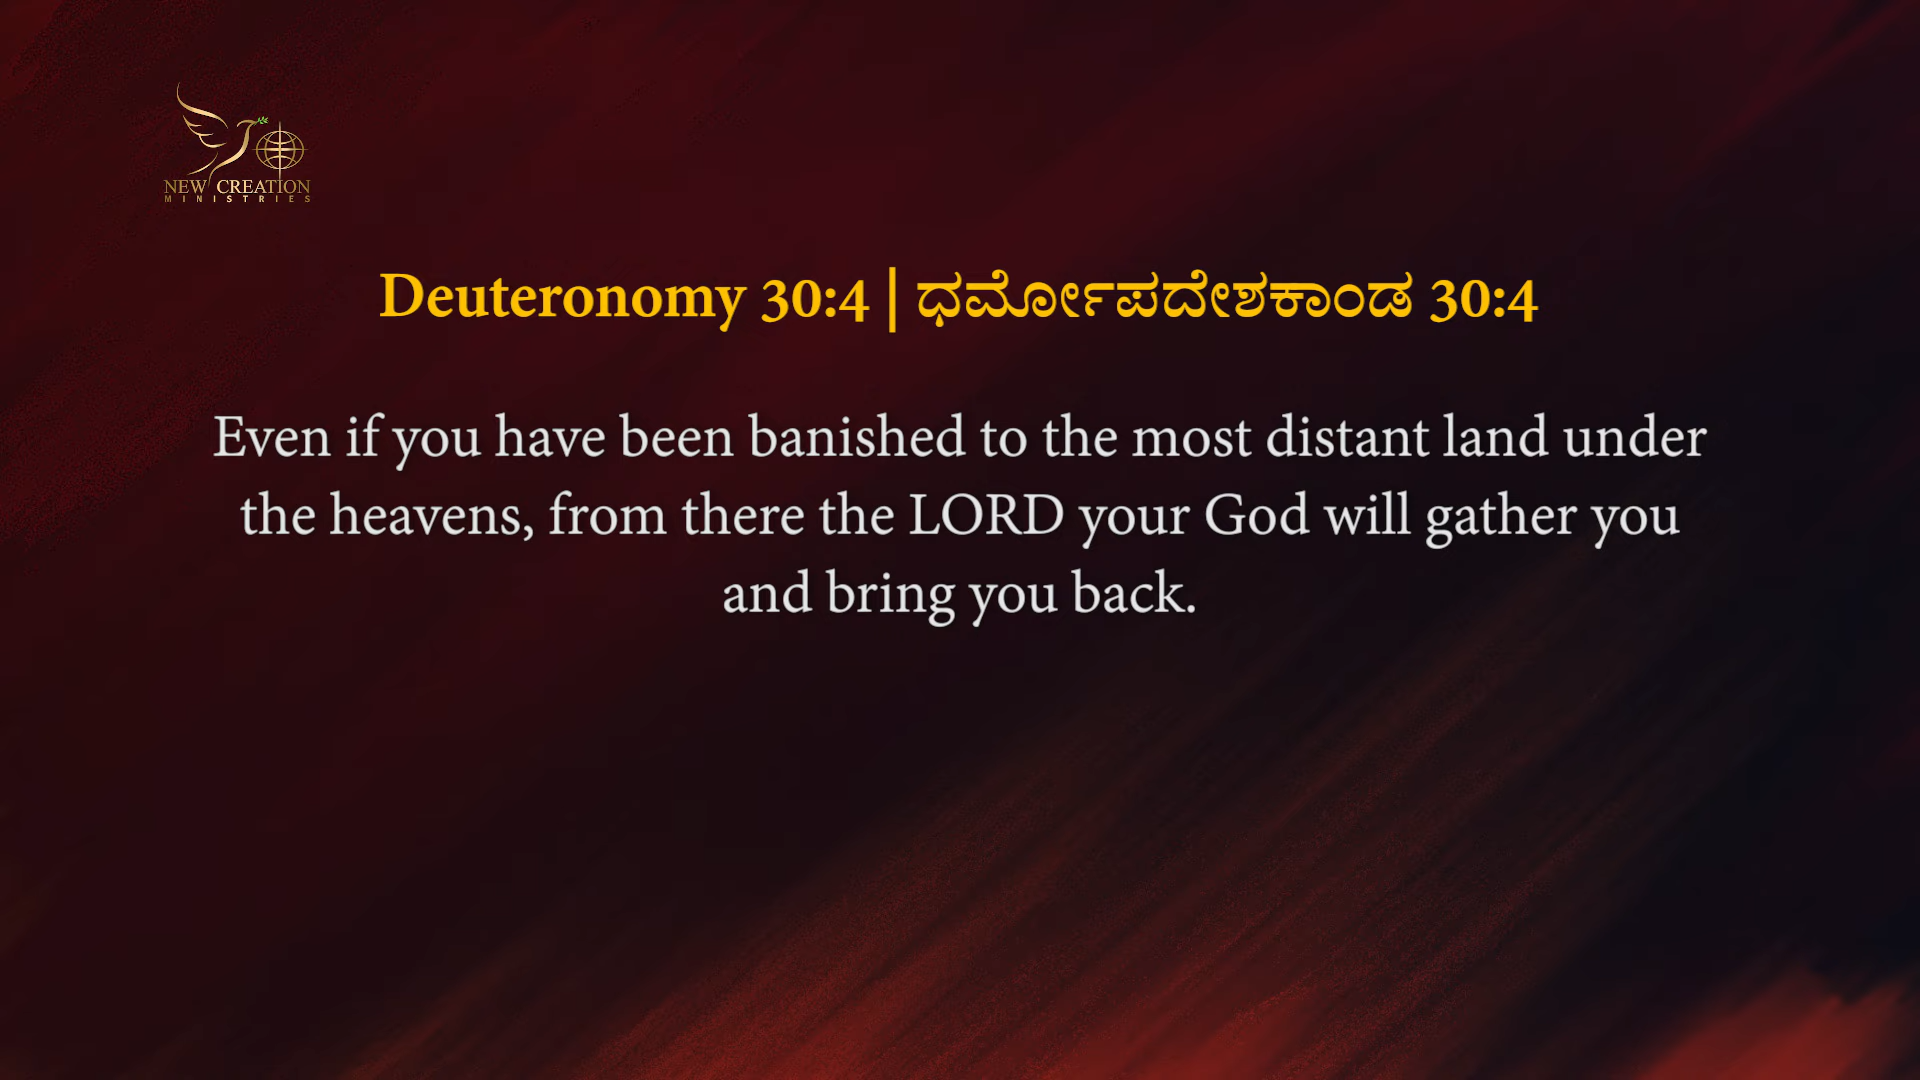 NEW CREATION
MINISTRIES
Deuteronomy 30:4 | ಧರ್ಮೋಪದೇಶಕಾಂಡ 30:4
Even if you have been banished to the most distant land under
the heavens, from there the LORD your God will gather you
and bring you back.